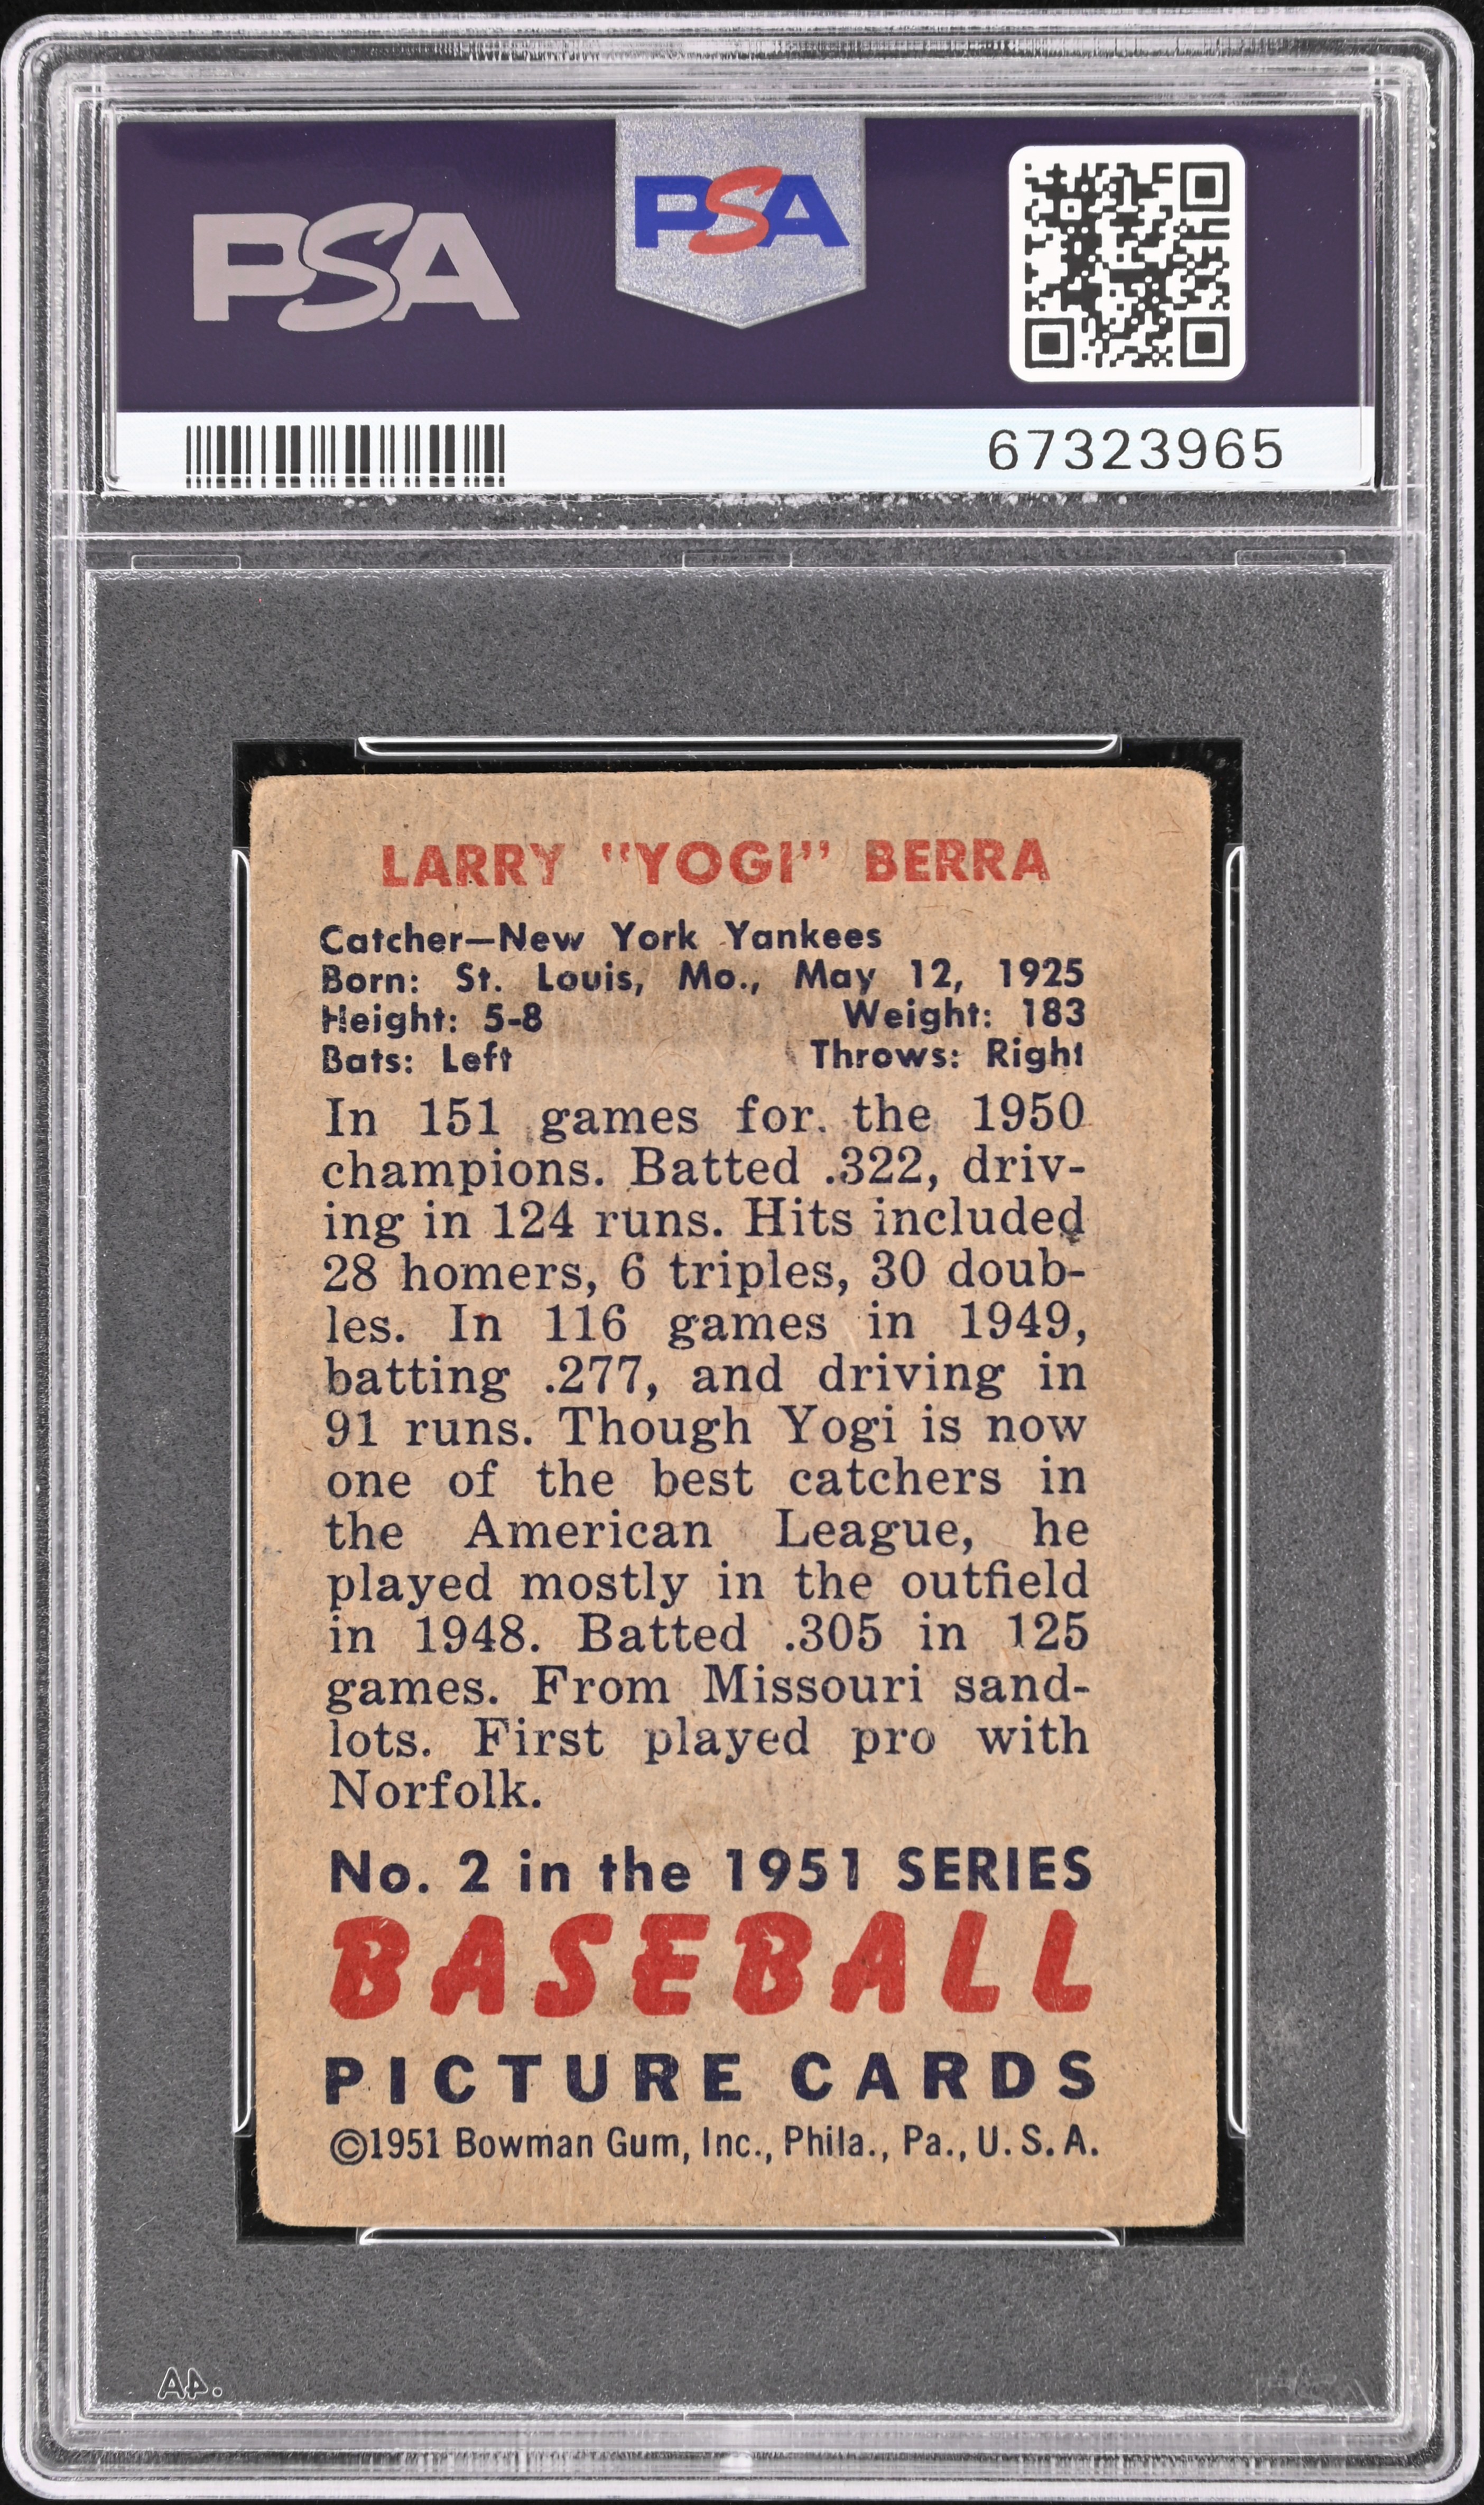 PSA
PSA
67323965
LARRY "YOGI" BERRA
Catcher—New York Yankees
Born: St. Louis, Mo., May 12, 1925
Height: 5-8 Weight: 183
Bats: Left Throws: Right
In 151 games for the 1950
champions. Batted .322, driv-
ing in 124 runs. Hits included
28 homers, 6 triples, 30 doub-
les. In 116 games in 1949,
batting .277, and driving in
91 runs. Though Yogi is now
one of the best catchers in
the American League, he
played mostly in the outfield
in 1948. Batted .305 in 125
games. From Missouri sand-
lots. First played pro with
Norfolk.
No. 2 in the 1951 SERIES
BASEBALL
PICTURE CARDS
©1951 Bowman Gum, Inc., Phila., Pa., U. S. A.